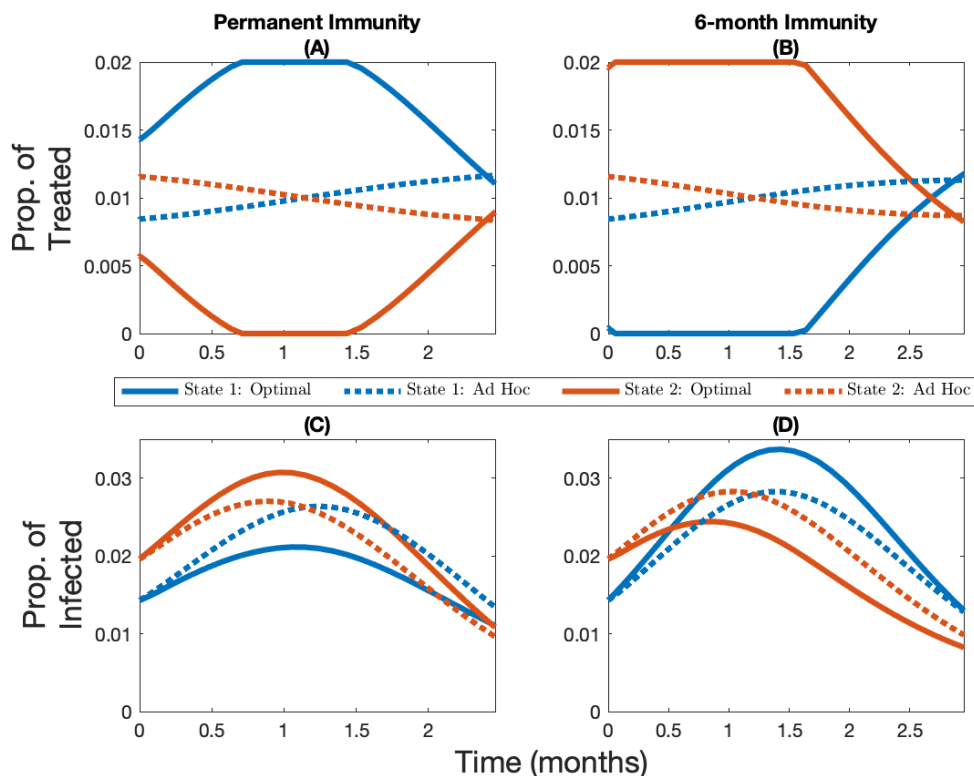 Permanent Immunity
(A)
6-month Immunity
(B)
Prop. of
Treated
0.02
0.015
0.01
0.005
0
0 0.5 1 1.5 2
0.02
0.015
0.01
0.005
0
0 0.5 1 1.5 2 2.5
State 1: Optimal State 1: Ad Hoc State 2: Optimal State 2: Ad Hoc
(C)
(D)
Prop. of
Infected
0.03
0.02
0.01
0
0 0.5 1 1.5 2
0.03
0.02
0.01
0
0 0.5 1 1.5 2 2.5
Time (months)